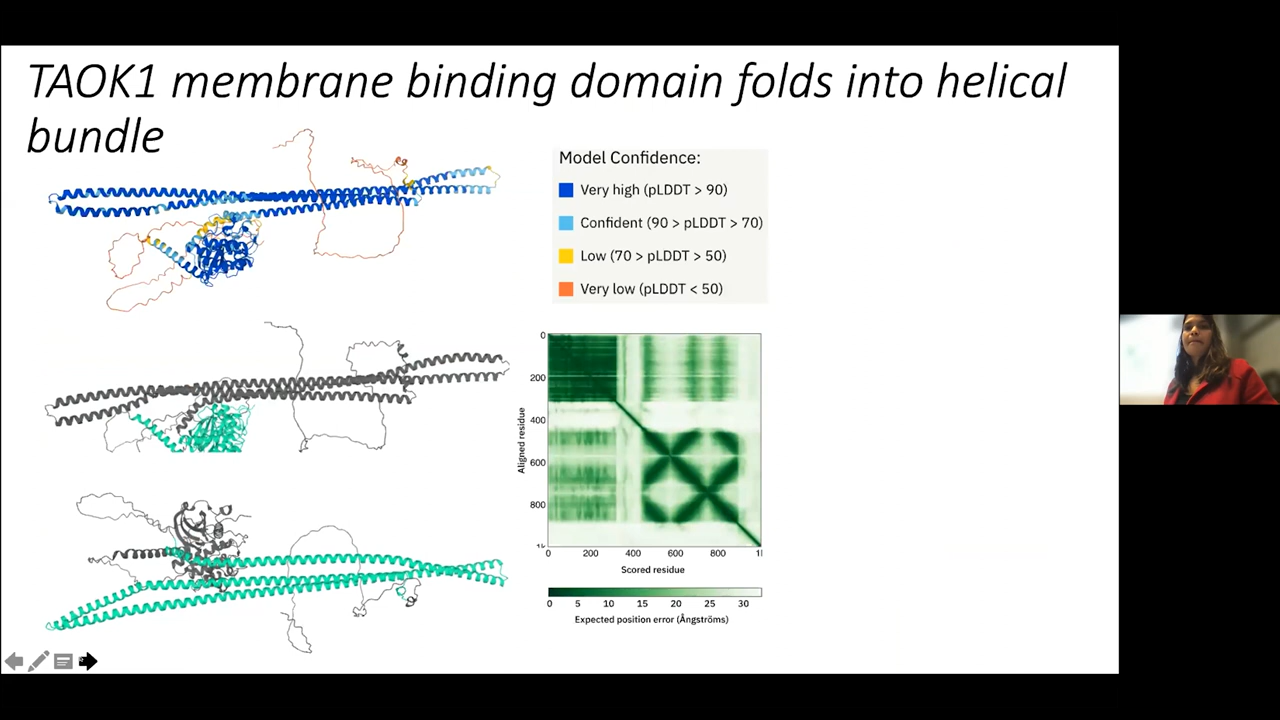 TAOK1 membrane binding domain folds into helical
bundle
Model Confidence:
Very high (pLDDT > 90)
Confident (90 > pLDDT > 70)
Low (70 > pLDDT > 50)
Very low (pLDDT < 50)
0
200
400
600
800
Aligned residue
0 200 400 600 800
Scored residue
0 5 10 15 20 25 30
Expected position error (Ångströms)